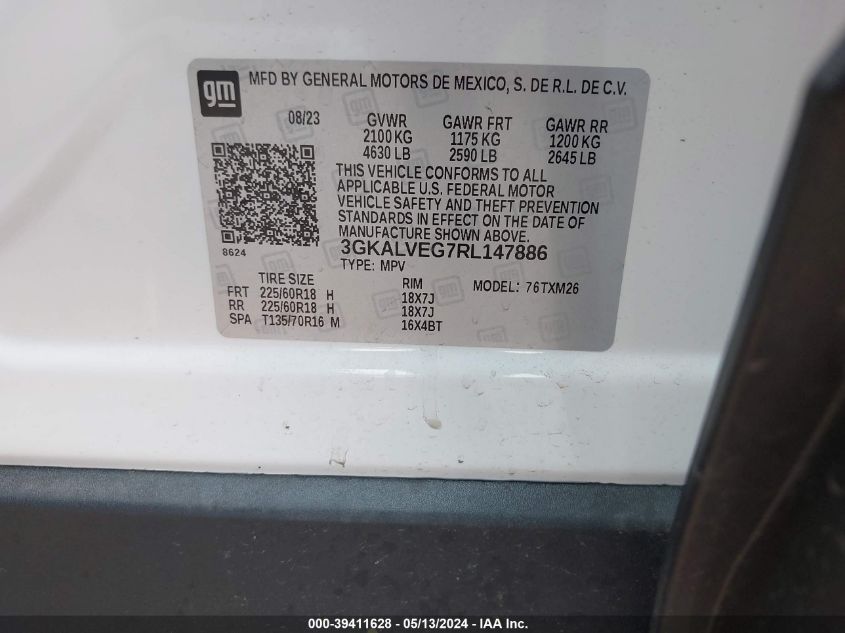 gm
MFD BY GENERAL MOTORS DE MEXICO, S. DE R.L. DE C.V.
08/23 GVWR GAWR FRT GAWR RR
2100 KG 1175 KG 1200 KG
4630 LB 2590 LB 2645 LB
THIS VEHICLE CONFORMS TO ALL
APPLICABLE U.S. FEDERAL MOTOR
VEHICLE SAFETY AND THEFT PREVENTION
STANDARDS IN EFFECT ON THE DATE OF
MANUFACTURE SHOWN ABOVE.
8624 3GKALVEG7RL147886
TYPE: MPV
TIRE SIZE RIM MODEL: 76TXM26
FRT 225/60R18 H 18X7J
RR 225/60R18 H 18X7J
SPA T135/70R16 M 16X4BT
000-39411628 - 05/13/2024 - IAA Inc.